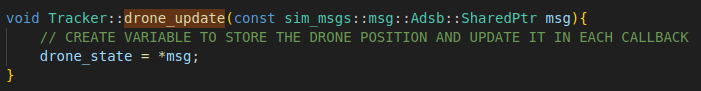 void Tracker::drone_update(const sim_msgs::msg::Adsb::SharedPtr msg){
// CREATE VARIABLE TO STORE THE DRONE POSITION AND UPDATE IT IN EACH CALLBACK
drone_state = *msg;
}